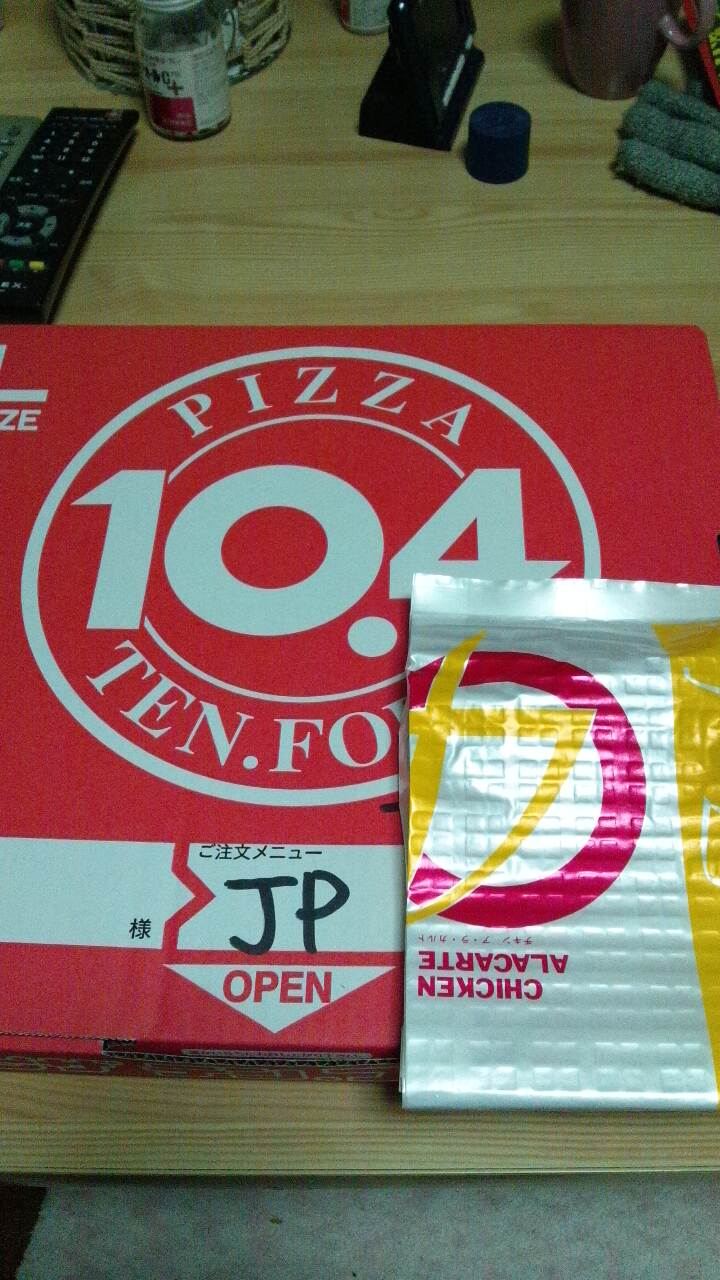 ZE
PIZZA
10.4
TEN.FO
様
ご注文メニュー
JP
OPEN
チキン ア・ラ・カルト
CHICKEN
ALACARTE